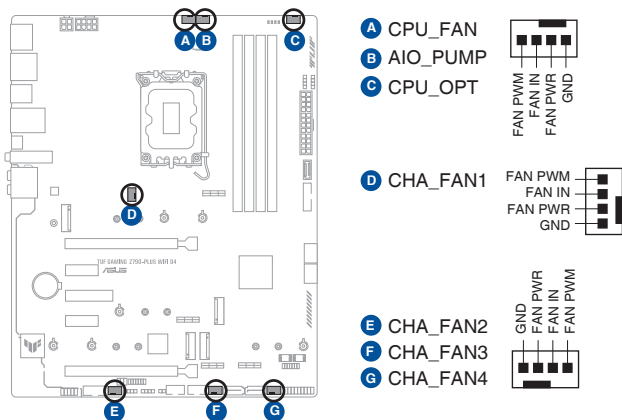 A B C
A CPU_FAN
B AIO_PUMP
C CPU_OPT
FAN PWM
FAN IN
FAN PWR
GND
D
D CHA_FAN1
FAN PWM
FAN IN
FAN PWR
GND
TUF GAMING Z790-PLUS WIFI D4
ASUS
E CHA_FAN2
F CHA_FAN3
G CHA_FAN4
GND
FAN PWR
FAN IN
FAN PWM
E F G